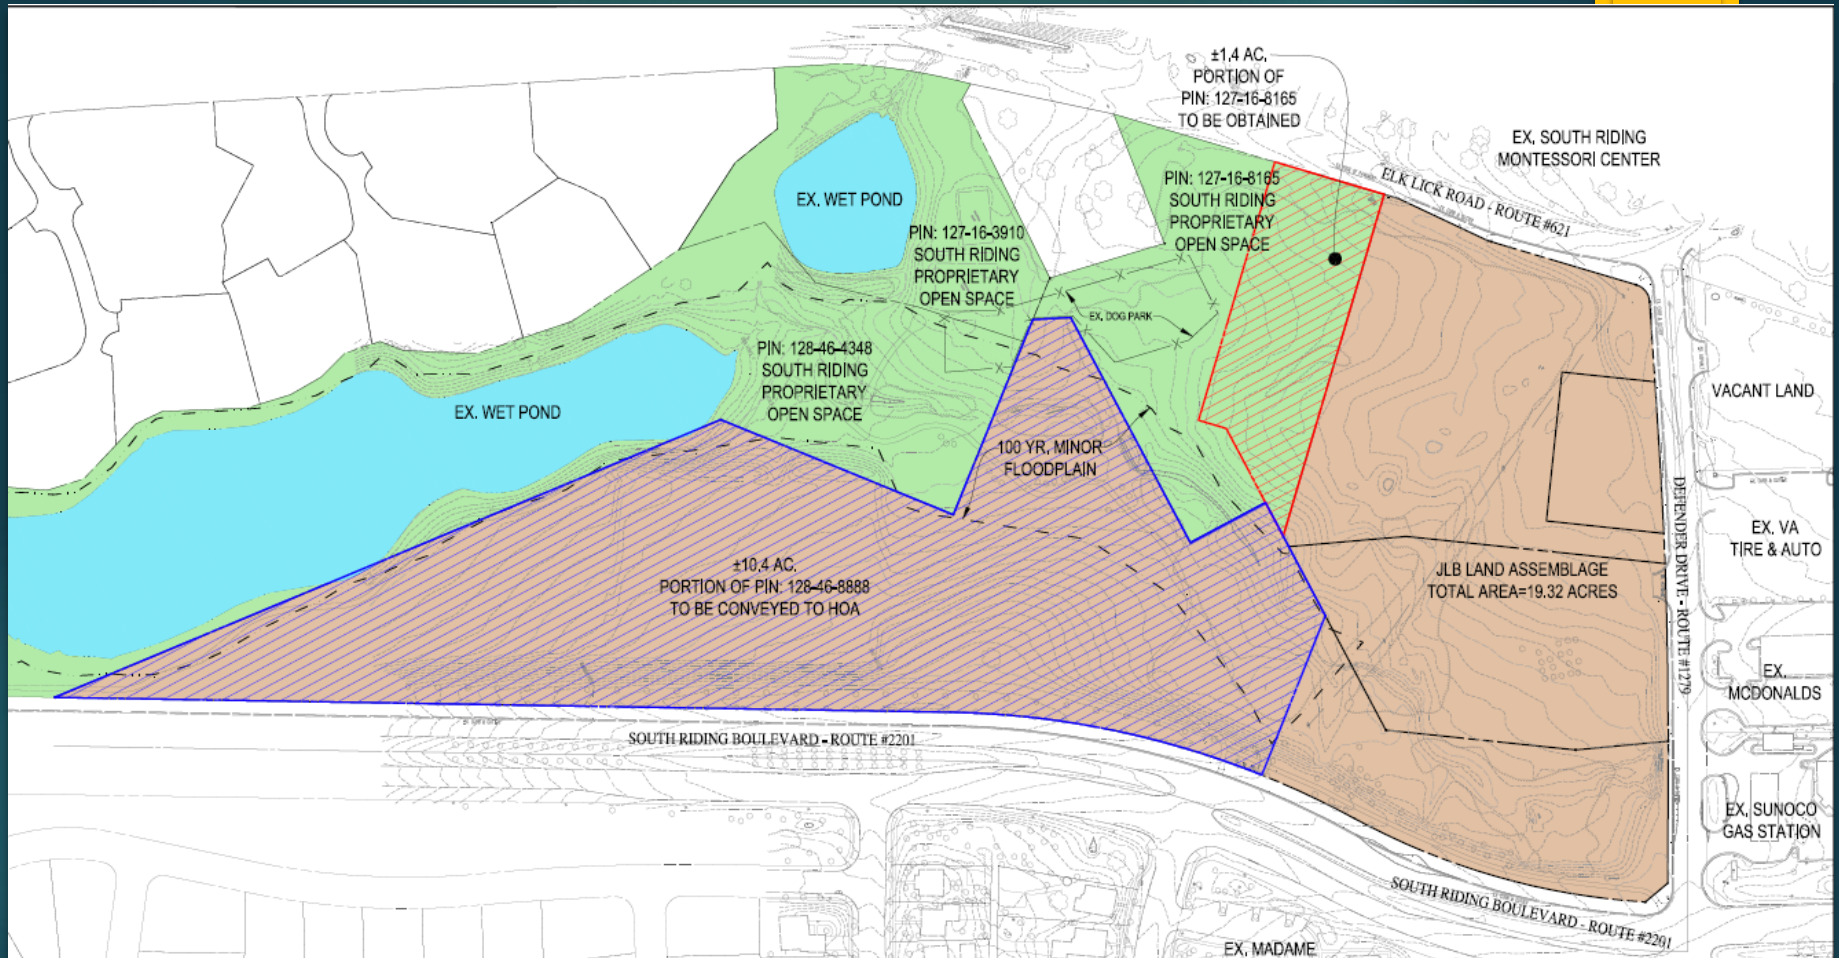 ±1.4 AC.
PORTION OF
PIN: 127-16-8165
TO BE OBTAINED
EX. SOUTH RIDING
MONTESSORI CENTER
ELK LICK ROAD - ROUTE #621
EX. WET POND
PIN: 127-16-8165
SOUTH RIDING
PROPRIETARY
OPEN SPACE
PIN: 127-16-3910
SOUTH RIDING
PROPRIETARY
OPEN SPACE
EX. DOG PARK
PIN: 128-46-4348
SOUTH RIDING
PROPRIETARY
OPEN SPACE
EX. WET POND
VACANT LAND
100 YR. MINOR
FLOODPLAIN
DEFENDER DRIVE - ROUTE #1279
EX. VA
TIRE & AUTO
±10.4 AC.
PORTION OF PIN: 128-46-8888
TO BE CONVEYED TO HOA
JLB LAND ASSEMBLAGE
TOTAL AREA=19.32 ACRES
EX.
MCDONALDS
SOUTH RIDING BOULEVARD - ROUTE #2201
EX. SUNOCO
GAS STATION
SOUTH RIDING BOULEVARD - ROUTE #2201
EX. MADAME